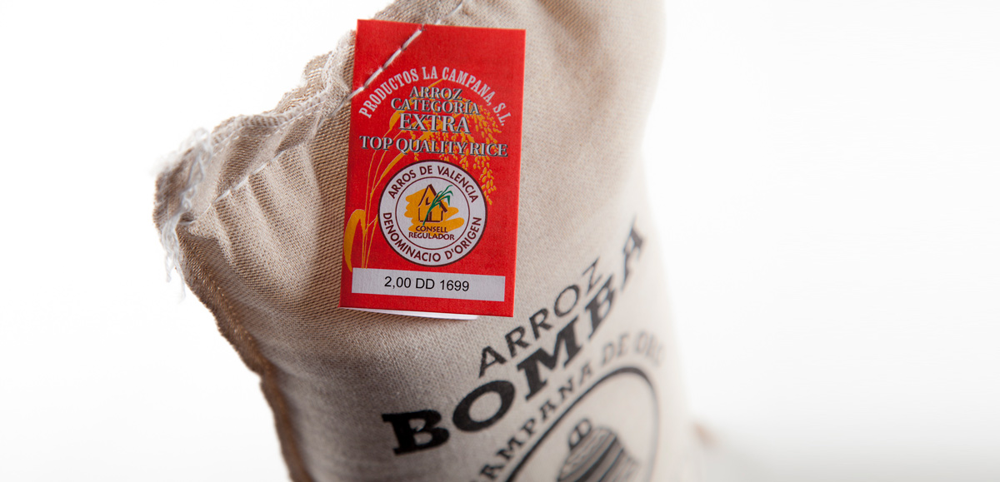 PRODUCTOS LA CAMPANA, S.L.
ARROZ
CATEGORÍA
EXTRA
TOP QUALITY RICE
ARROS DE VALENCIA
CONSELL
REGULADOR
DENOMINACIO D'ORIGEN
2,00 DD 1699
ARROZ
BOMBA
CAMPANA DE ORO